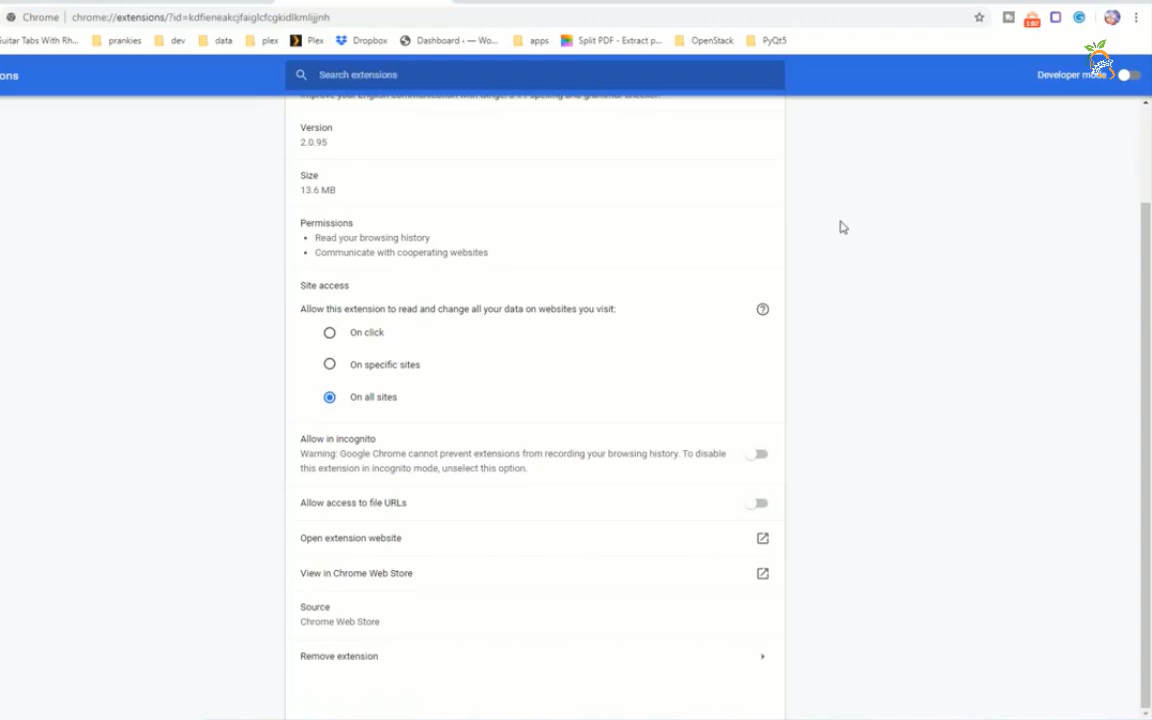 Chrome chrome://extensions/?id=kdfieneakcjfaiglcfcgkidlkmlijjnh
uitar Tabs With Rh... prankies dev data plex Plex Dropbox Dashboard ‹ — Wo... apps Split PDF - Extract p... OpenStack PyQt5
ons Search extensions Developer mode
Version
2.0.95
Size
13.6 MB
Permissions
• Read your browsing history
• Communicate with cooperating websites
Site access
Allow this extension to read and change all your data on websites you visit:
On click
On specific sites
On all sites
Allow in incognito
Warning: Google Chrome cannot prevent extensions from recording your browsing history. To disable
this extension in incognito mode, unselect this option.
Allow access to file URLs
Open extension website
View in Chrome Web Store
Source
Chrome Web Store
Remove extension